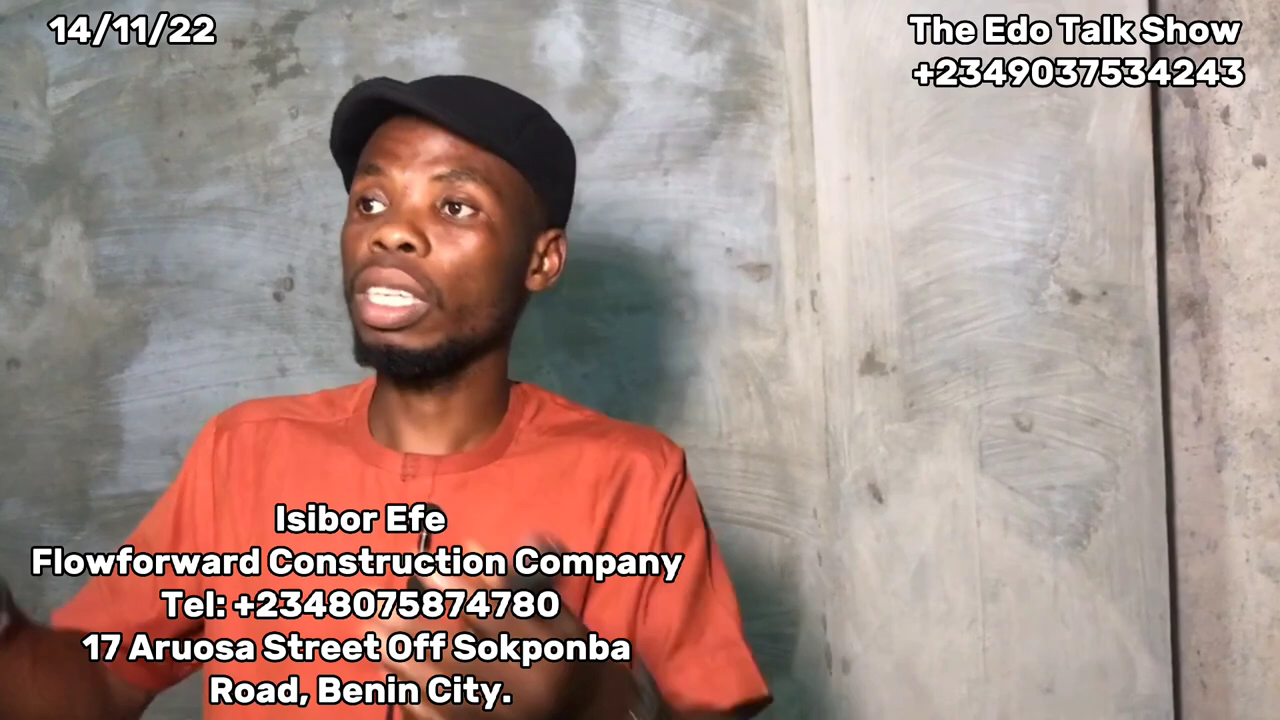 14/11/22
The Edo Talk Show
+2349037534243
Isibor Efe
Flowforward Construction Company
Tel: +2348075874780
17 Aruosa Street Off Sokponba
Road, Benin City.